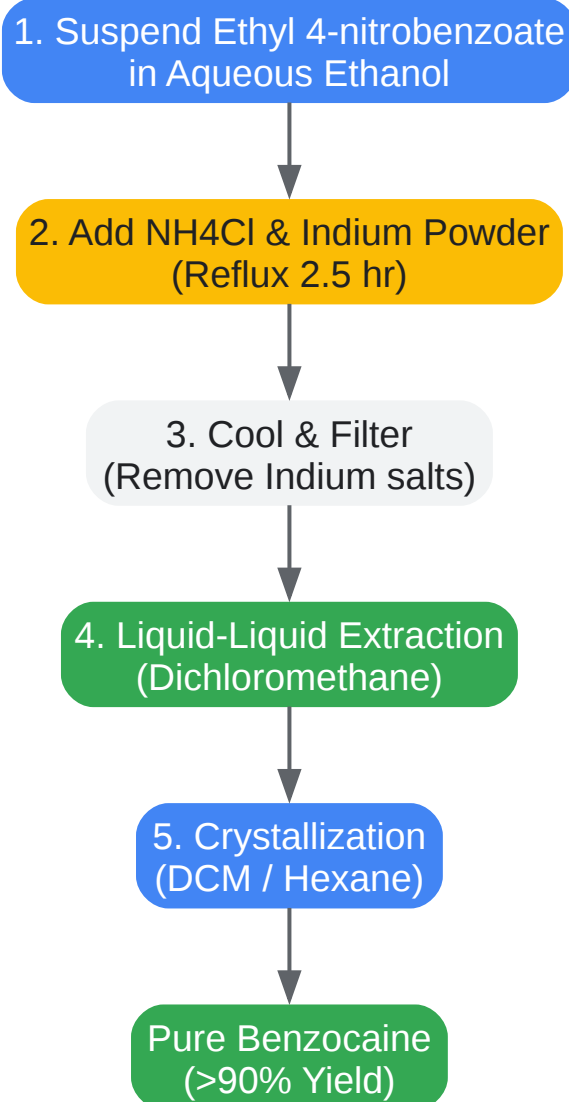 1. Suspend Ethyl 4-nitrobenzoate
in Aqueous Ethanol
2. Add NH4Cl & Indium Powder
(Reflux 2.5 hr)
3. Cool & Filter
(Remove Indium salts)
4. Liquid-Liquid Extraction
(Dichloromethane)
5. Crystallization
(DCM / Hexane)
Pure Benzocaine
(>90% Yield)